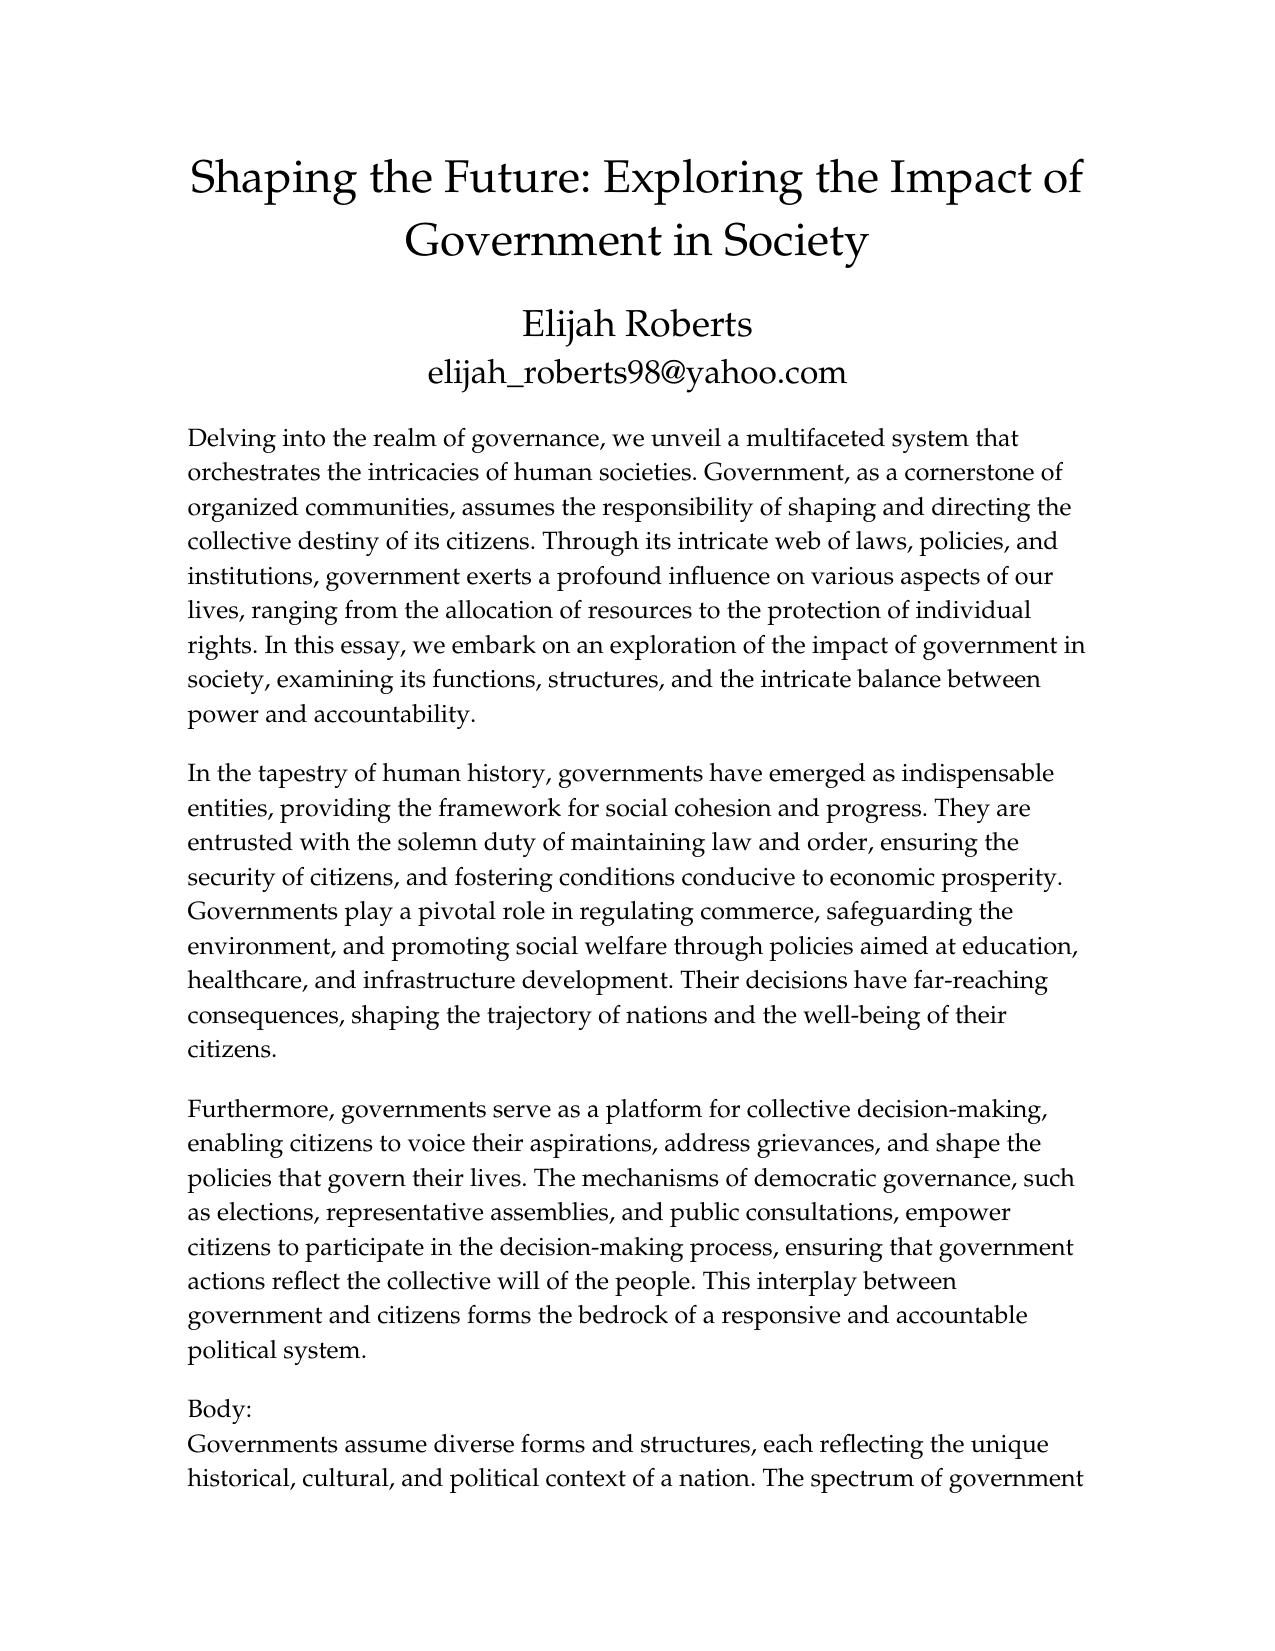 Shaping the Future: Exploring the Impact of
Government in Society
Elijah Roberts
elijah_roberts98@yahoo.com
Delving into the realm of governance, we unveil a multifaceted system that
orchestrates the intricacies of human societies. Government, as a cornerstone of
organized communities, assumes the responsibility of shaping and directing the
collective destiny of its citizens. Through its intricate web of laws, policies, and
institutions, government exerts a profound influence on various aspects of our
lives, ranging from the allocation of resources to the protection of individual
rights. In this essay, we embark on an exploration of the impact of government in
society, examining its functions, structures, and the intricate balance between
power and accountability.
In the tapestry of human history, governments have emerged as indispensable
entities, providing the framework for social cohesion and progress. They are
entrusted with the solemn duty of maintaining law and order, ensuring the
security of citizens, and fostering conditions conducive to economic prosperity.
Governments play a pivotal role in regulating commerce, safeguarding the
environment, and promoting social welfare through policies aimed at education,
healthcare, and infrastructure development. Their decisions have far-reaching
consequences, shaping the trajectory of nations and the well-being of their
citizens.
Furthermore, governments serve as a platform for collective decision-making,
enabling citizens to voice their aspirations, address grievances, and shape the
policies that govern their lives. The mechanisms of democratic governance, such
as elections, representative assemblies, and public consultations, empower
citizens to participate in the decision-making process, ensuring that government
actions reflect the collective will of the people. This interplay between
government and citizens forms the bedrock of a responsive and accountable
political system.
Body:
Governments assume diverse forms and structures, each reflecting the unique
historical, cultural, and political context of a nation. The spectrum of government